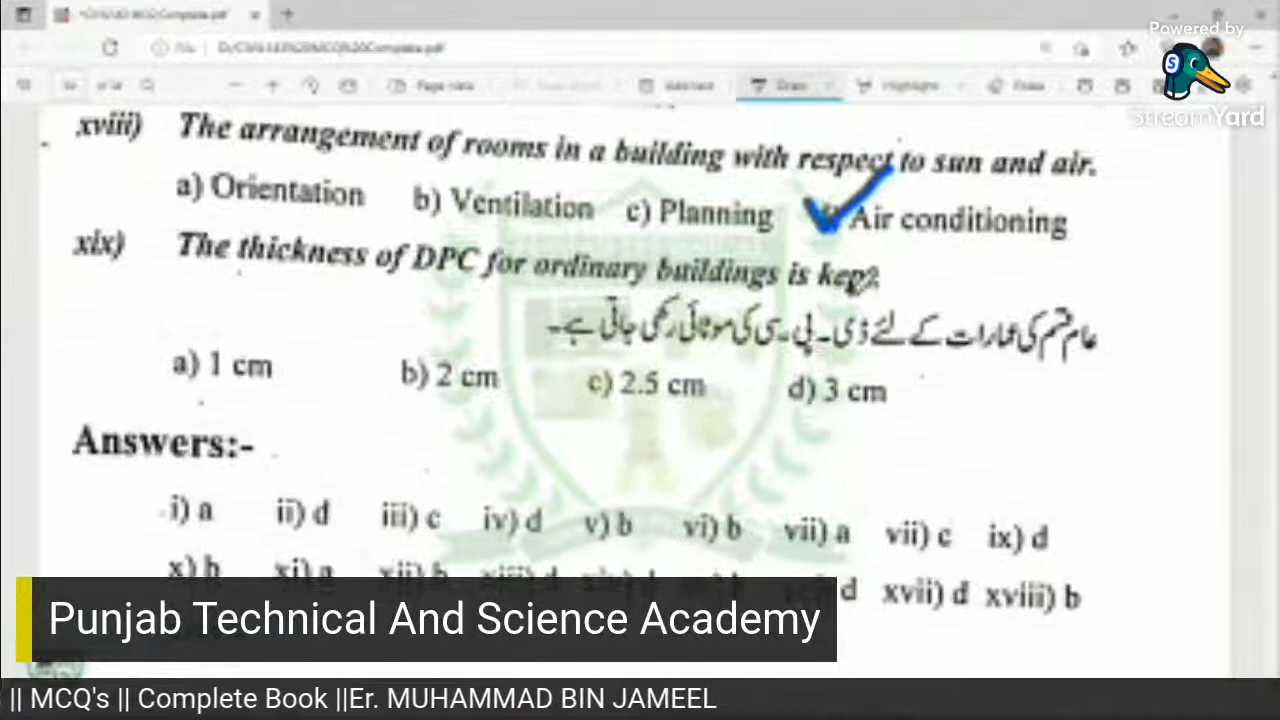 Powered by
StreamYard
xviii) The arrangement of rooms in a building with respect to sun and air.
a) Orientation b) Ventilation c) Planning Air conditioning
xix) The thickness of DPC for ordinary buildings is kept.
عام قسم کی عمارات کے لئے ڈی۔پی۔سی کی موٹائی رکھی جاتی ہے۔
a) 1 cm b) 2 cm c) 2.5 cm d) 3 cm
Answers:-
i) a ii) d iii) c iv) d v) b vi) b vii) a vii) c ix) d
d xvii) d xviii) b
Punjab Technical And Science Academy
|| MCQ's || Complete Book ||Er. MUHAMMAD BIN JAMEEL